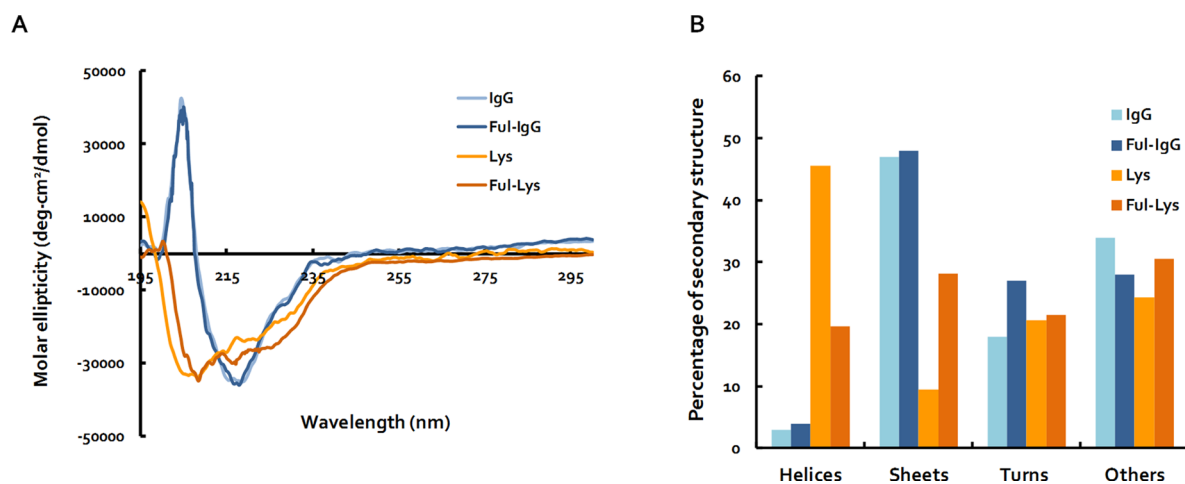 A
Molar ellipticity (deg-cm²/dmol)
50000
30000
10000
-10000
-30000
-50000
195
215
235
255
275
295
Wavelength (nm)
IgG
Ful-IgG
Lys
Ful-Lys
B
Percentage of secondary structure
60
50
40
30
20
10
0
Helices
Sheets
Turns
Others
IgG
Ful-IgG
Lys
Ful-Lys